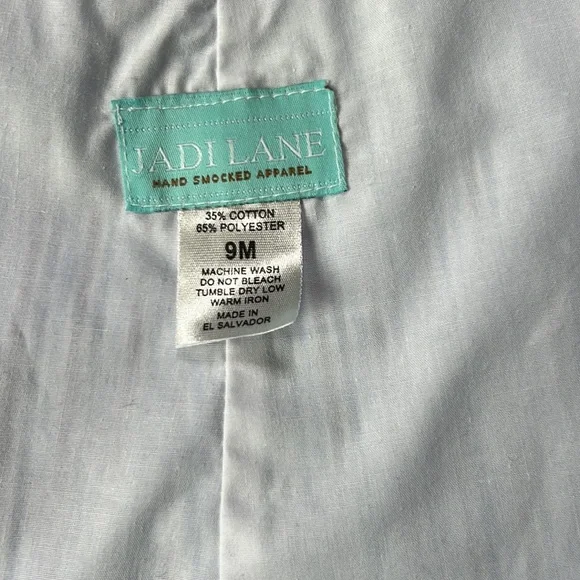 JADI LANE
HAND SMOCKED APPAREL
35% COTTON
65% POLYESTER
9M
MACHINE WASH
DO NOT BLEACH
TUMBLE DRY LOW
WARM IRON
MADE IN
EL SALVADOR